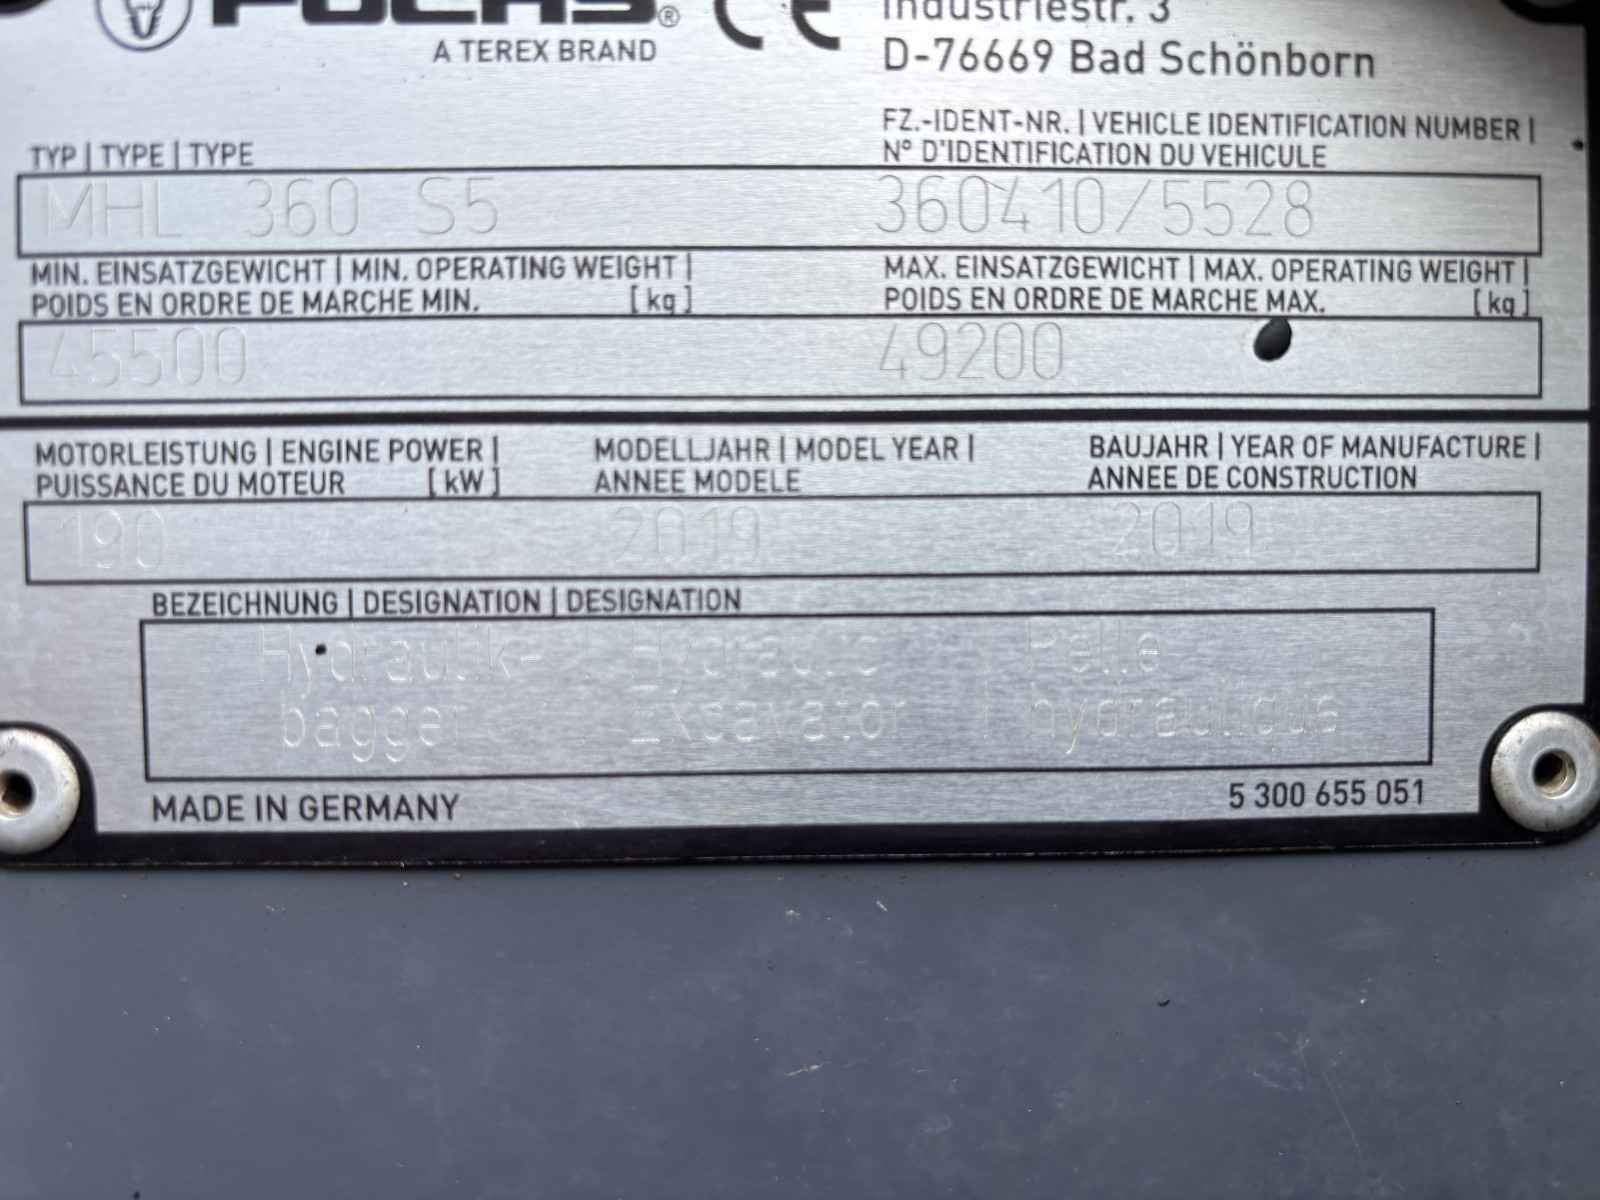 FUCHS® CE Industriestr. 3
A TEREX BRAND D-76669 Bad Schönborn
FZ.-IDENT-NR. | VEHICLE IDENTIFICATION NUMBER |
TYP | TYPE | TYPE N° D'IDENTIFICATION DU VEHICULE
MHL 360 S5 360410/5528
MIN. EINSATZGEWICHT | MIN. OPERATING WEIGHT | MAX. EINSATZGEWICHT | MAX. OPERATING WEIGHT |
POIDS EN ORDRE DE MARCHE MIN. [kg] POIDS EN ORDRE DE MARCHE MAX. [kg]
45500 49200
MOTORLEISTUNG | ENGINE POWER | MODELLJAHR | MODEL YEAR | BAUJAHR | YEAR OF MANUFACTURE |
PUISSANCE DU MOTEUR [kW] ANNEE MODELE ANNEE DE CONSTRUCTION
190 2019 2019
BEZEICHNUNG | DESIGNATION | DESIGNATION
Hydraulik- | Hydraulic | Pelle
bagger | Excavator | hydraulique
MADE IN GERMANY 5 300 655 051